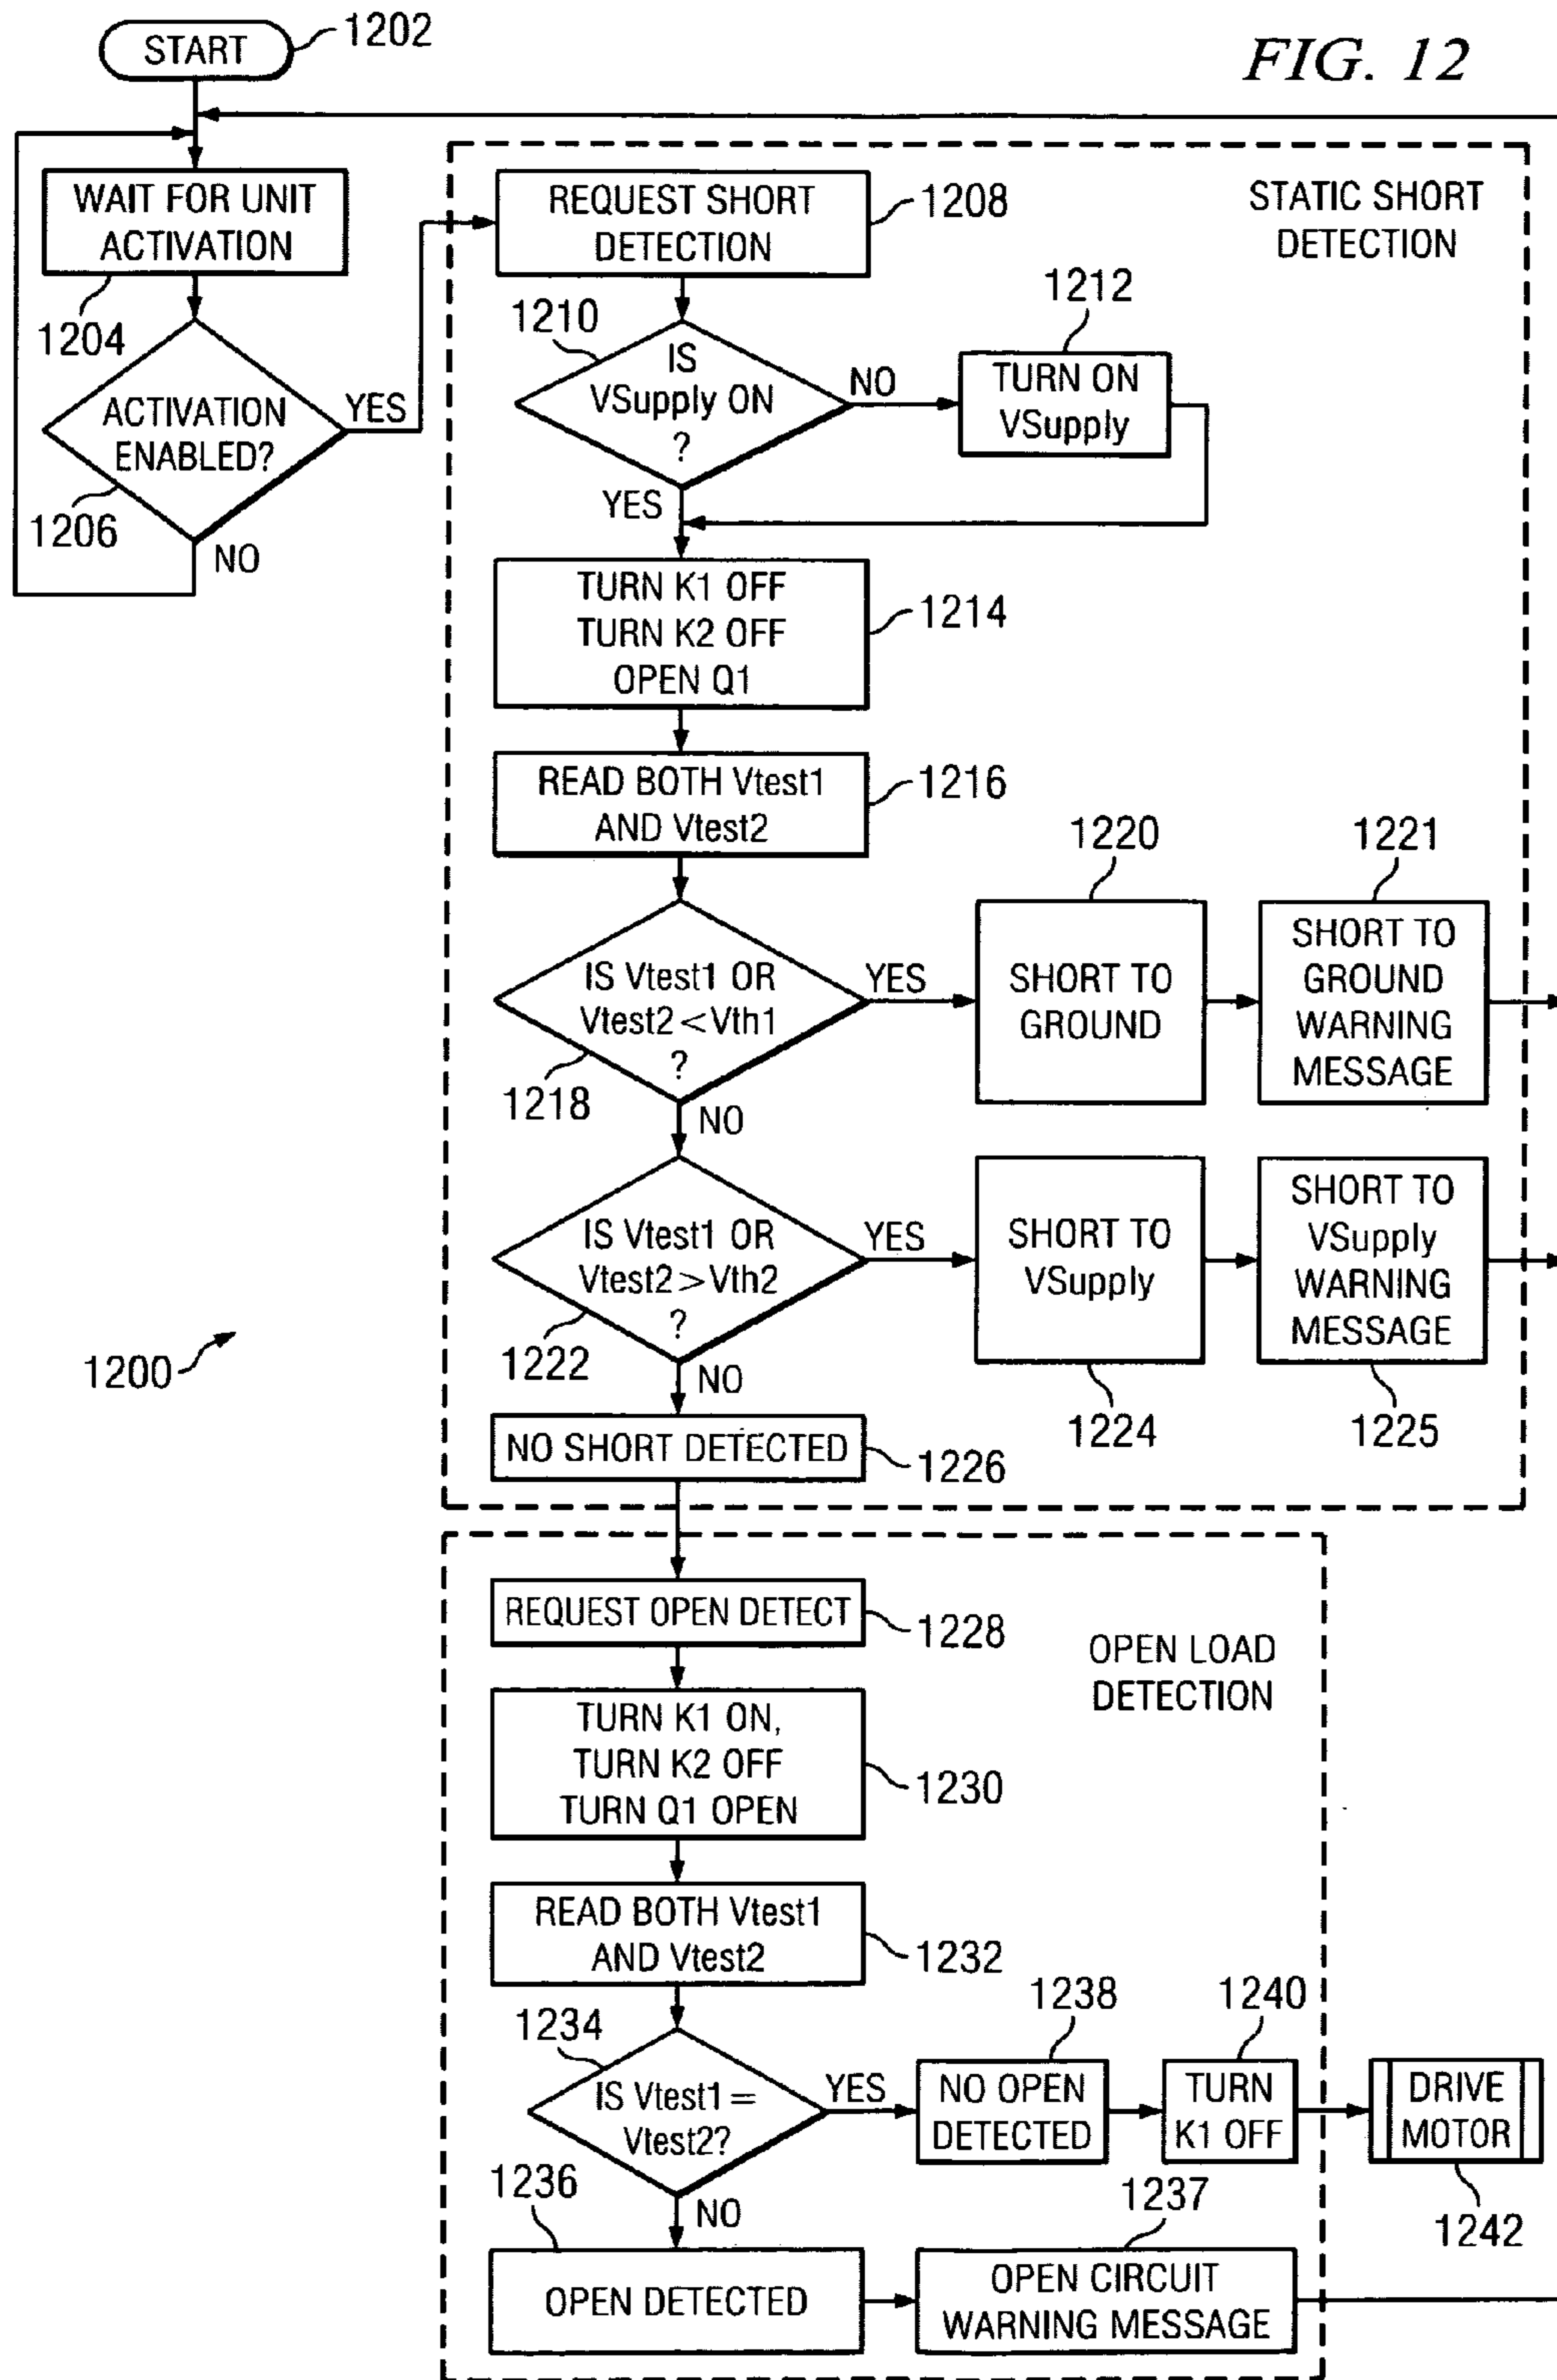 FIG. 12
START
1202
WAIT FOR UNIT
ACTIVATION
1204
ACTIVATION
ENABLED?
YES
1206
NO
STATIC SHORT
DETECTION
REQUEST SHORT
DETECTION
1208
1210
IS
VSupply ON
?
NO
1212
TURN ON
VSupply
YES
TURN K1 OFF
TURN K2 OFF
OPEN Q1
1214
READ BOTH Vtest1
AND Vtest2
1216
IS Vtest1 OR
Vtest2<Vth1
?
1218
YES
1220
SHORT TO
GROUND
1221
SHORT TO
GROUND
WARNING
MESSAGE
NO
IS Vtest1 OR
Vtest2>Vth2
?
1222
YES
SHORT TO
VSupply
1224
SHORT TO
VSupply
WARNING
MESSAGE
1225
NO
1200
NO SHORT DETECTED
1226
OPEN LOAD
DETECTION
REQUEST OPEN DETECT
1228
TURN K1 ON,
TURN K2 OFF
TURN Q1 OPEN
1230
READ BOTH Vtest1
AND Vtest2
1232
1234
IS Vtest1=
Vtest2?
YES
1238
NO OPEN
DETECTED
1240
TURN
K1 OFF
DRIVE
MOTOR
1242
NO
1236
OPEN DETECTED
1237
OPEN CIRCUIT
WARNING MESSAGE